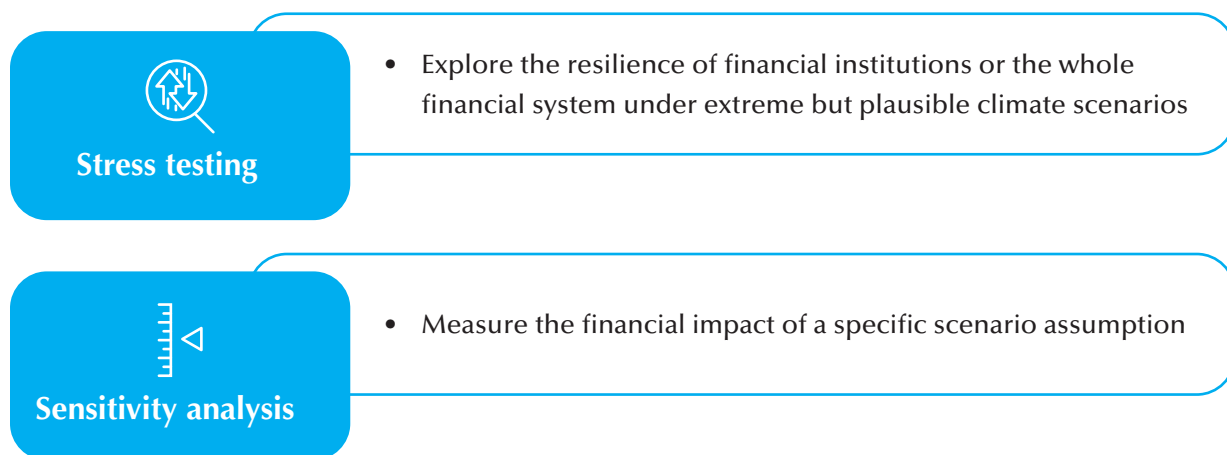 Stress testing
• Explore the resilience of financial institutions or the whole
financial system under extreme but plausible climate scenarios
Sensitivity analysis
• Measure the financial impact of a specific scenario assumption